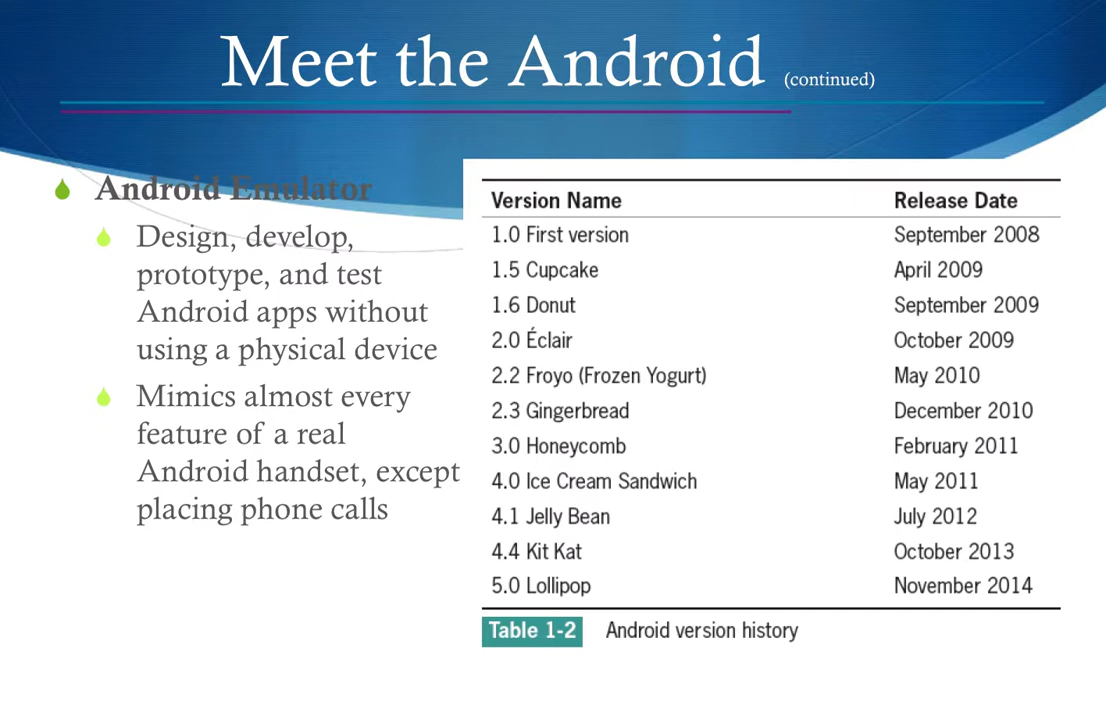 Meet the Android (continued)
Android Emulator
Design, develop,
prototype, and test
Android apps without
using a physical device
Mimics almost every
feature of a real
Android handset, except
placing phone calls
Version Name Release Date
1.0 First version September 2008
1.5 Cupcake April 2009
1.6 Donut September 2009
2.0 Éclair October 2009
2.2 Froyo (Frozen Yogurt) May 2010
2.3 Gingerbread December 2010
3.0 Honeycomb February 2011
4.0 Ice Cream Sandwich May 2011
4.1 Jelly Bean July 2012
4.4 Kit Kat October 2013
5.0 Lollipop November 2014
Table 1-2 Android version history